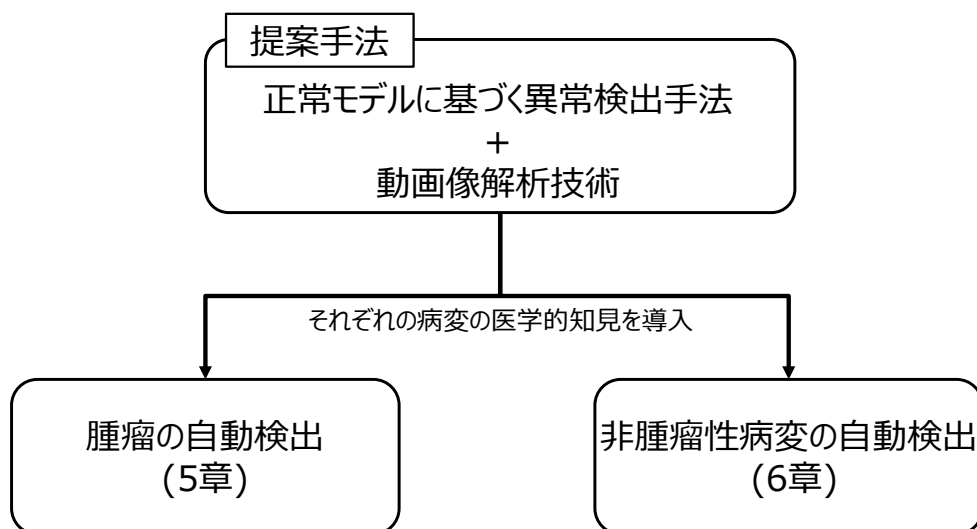 提案手法
正常モデルに基づく異常検出手法
+
動画像解析技術
それぞれの病変の医学的知見を導入
腫瘤の自動検出
(5章)
非腫瘤性病変の自動検出
(6章)